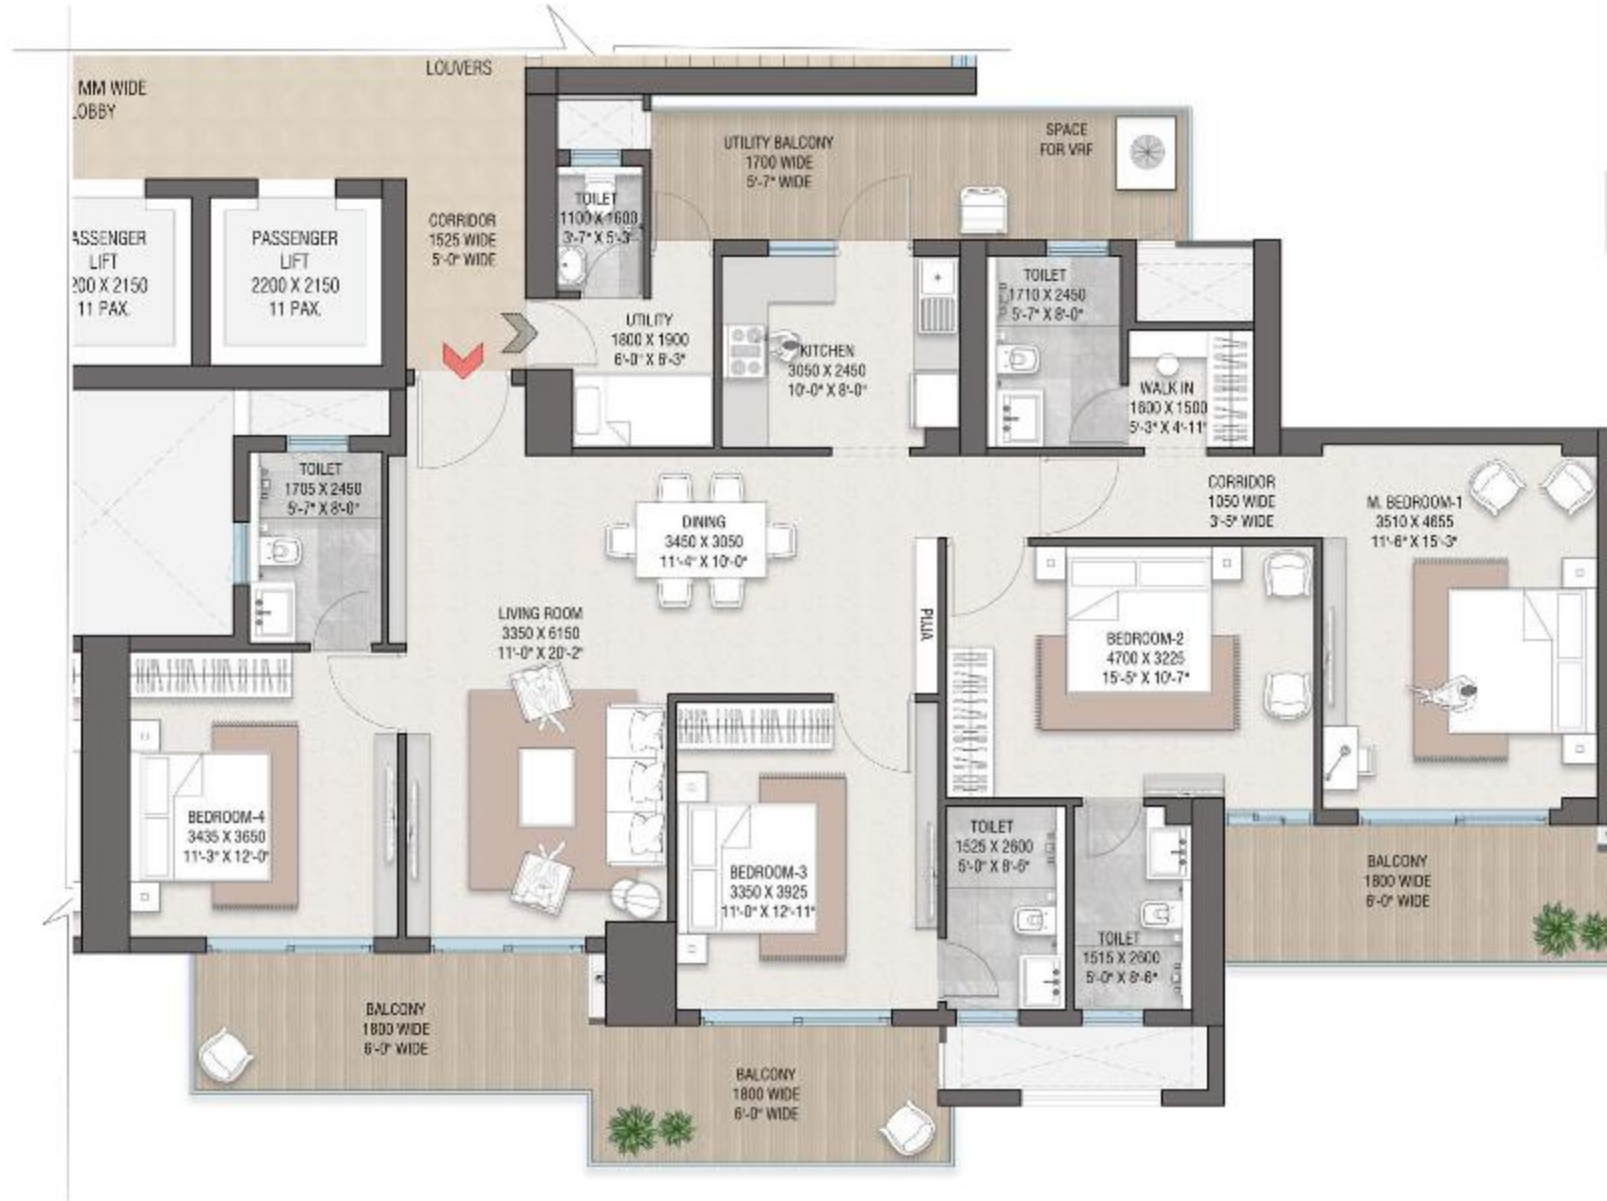 LOUVERS
MM WIDE
LOBBY
UTILITY BALCONY
1700 WIDE
5'-7" WIDE
SPACE
FOR VRF
TOILET
1100 X 1600
3'-7" X 5'-3"
CORRIDOR
1525 WIDE
5'-0" WIDE
ASSENGER
LIFT
200 X 2150
11 PAX.
PASSENGER
LIFT
2200 X 2150
11 PAX.
UTILITY
1800 X 1900
6'-0" X 6'-3"
KITCHEN
3050 X 2450
10'-0" X 8'-0"
TOILET
1710 X 2450
5'-7" X 8'-0"
WALK IN
1600 X 1500
5'-3" X 4'-11"
TOILET
1705 X 2450
5'-7" X 8'-0"
CORRIDOR
1050 WIDE
3'-5" WIDE
M. BEDROOM-1
3510 X 4655
11'-6" X 15'-3"
DINING
3450 X 3050
11'-4" X 10'-0"
LIVING ROOM
3350 X 6150
11'-0" X 20'-2"
PUJA
BEDROOM-2
4700 X 3225
15'-5" X 10'-7"
BEDROOM-4
3435 X 3650
11'-3" X 12'-0"
BEDROOM-3
3350 X 3925
11'-0" X 12'-11"
TOILET
1525 X 2600
5'-0" X 8'-6"
TOILET
1515 X 2600
5'-0" X 8'-6"
BALCONY
1800 WIDE
6'-0" WIDE
BALCONY
1800 WIDE
6'-0" WIDE
BALCONY
1800 WIDE
6'-0" WIDE